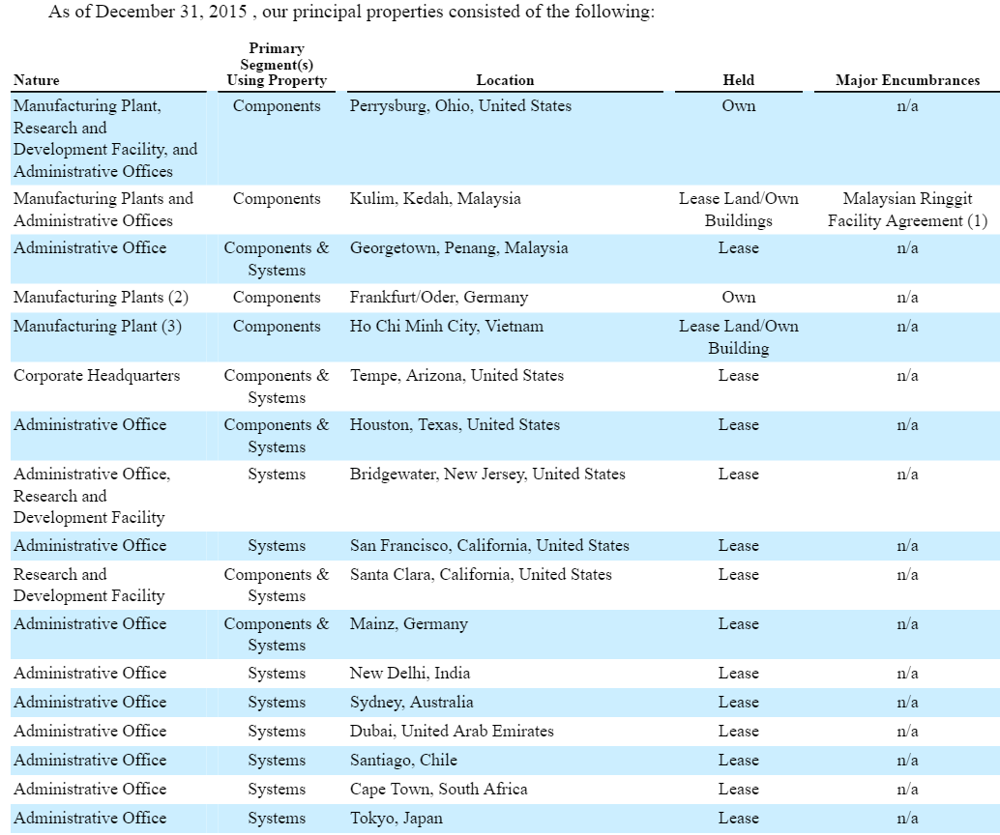 As of December 31, 2015 , our principal properties consisted of the following:
Primary
Segment(s)
Nature Using Property Location Held Major Encumbrances
Manufacturing Plant, Components Perrysburg, Ohio, United States Own n/a
Research and
Development Facility, and
Administrative Offices
Manufacturing Plants and Components Kulim, Kedah, Malaysia Lease Land/Own Malaysian Ringgit
Administrative Offices Buildings Facility Agreement (1)
Administrative Office Components & Georgetown, Penang, Malaysia Lease n/a
Systems
Manufacturing Plants (2) Components Frankfurt/Oder, Germany Own n/a
Manufacturing Plant (3) Components Ho Chi Minh City, Vietnam Lease Land/Own n/a
Building
Corporate Headquarters Components & Tempe, Arizona, United States Lease n/a
Systems
Administrative Office Components & Houston, Texas, United States Lease n/a
Systems
Administrative Office, Systems Bridgewater, New Jersey, United States Lease n/a
Research and
Development Facility
Administrative Office Systems San Francisco, California, United States Lease n/a
Research and Components & Santa Clara, California, United States Lease n/a
Development Facility Systems
Administrative Office Components & Mainz, Germany Lease n/a
Systems
Administrative Office Systems New Delhi, India Lease n/a
Administrative Office Systems Sydney, Australia Lease n/a
Administrative Office Systems Dubai, United Arab Emirates Lease n/a
Administrative Office Systems Santiago, Chile Lease n/a
Administrative Office Systems Cape Town, South Africa Lease n/a
Administrative Office Systems Tokyo, Japan Lease n/a